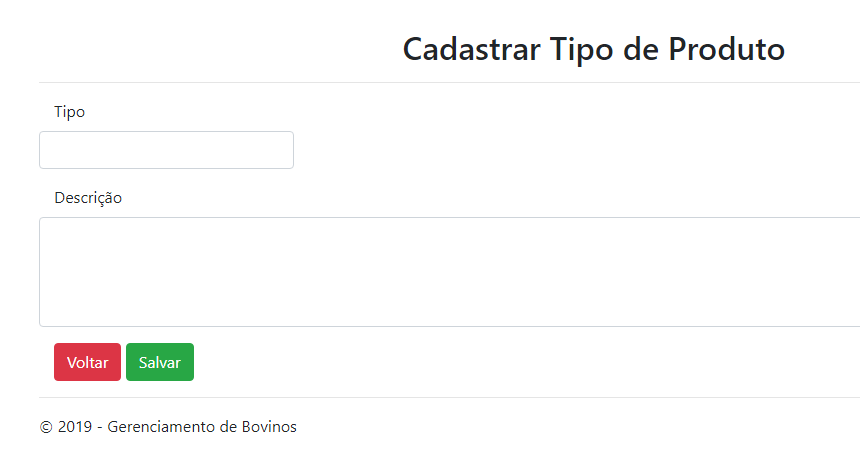 Cadastrar Tipo de Produto
Tipo
Descrição
Voltar Salvar
© 2019 - Gerenciamento de Bovinos